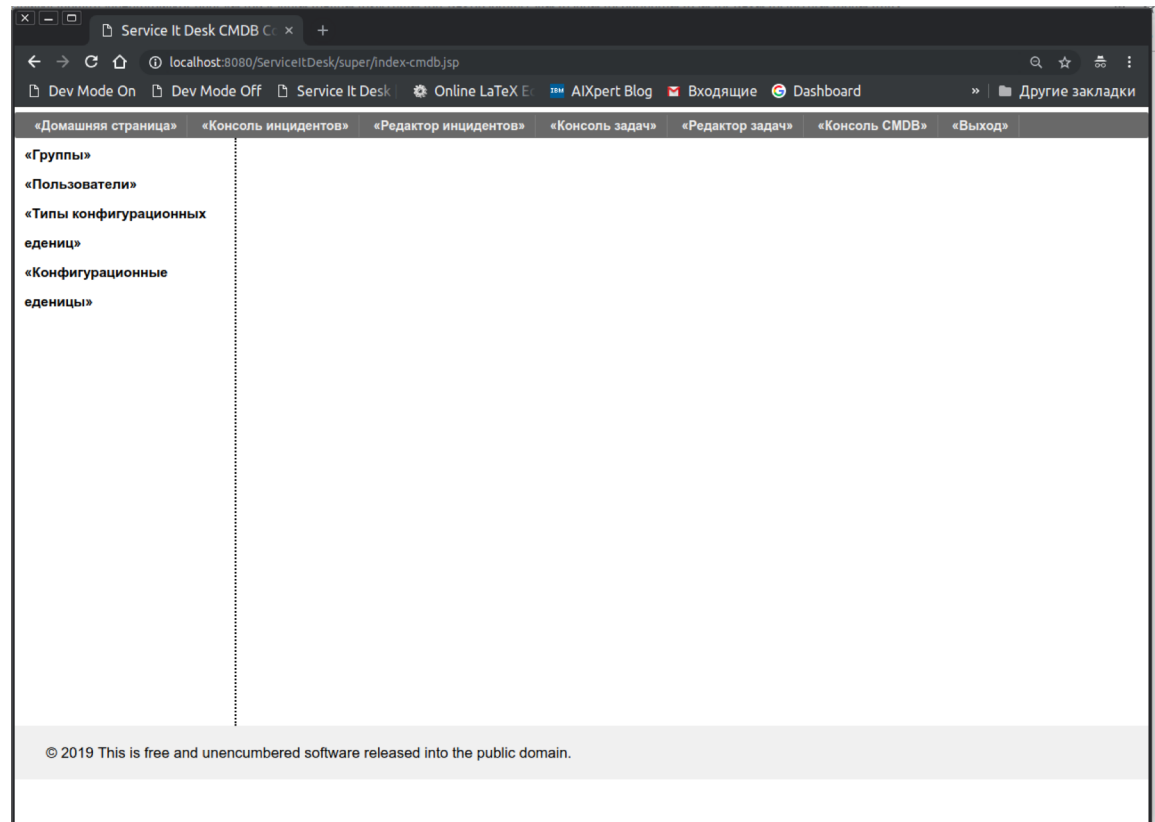 Service It Desk CMDB Co
localhost:8080/ServiceItDesk/super/index-cmdb.jsp
Dev Mode On Dev Mode Off Service It Desk Online LaTeX Ed IBM AIXpert Blog Входящие G Dashboard » Другие закладки
«Домашняя страница» «Консоль инцидентов» «Редактор инцидентов» «Консоль задач» «Редактор задач» «Консоль CMDB» «Выход»
«Группы»
«Пользователи»
«Типы конфигурационных
едениц»
«Конфигурационные
еденицы»
© 2019 This is free and unencumbered software released into the public domain.